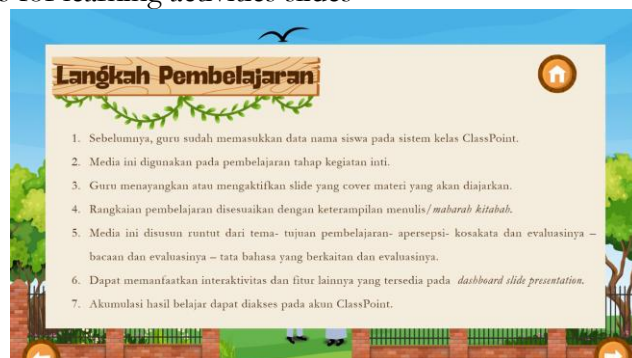 for learning activities slides
Langkah Pembelajaran
1. Sebelumnya, guru sudah memasukkan data nama siswa pada sistem kelas ClassPoint.
2. Media ini digunakan pada pembelajaran tahap kegiatan inti.
3. Guru menayangkan atau mengaktifkan slide yang cover materi yang akan diajarkan.
4. Rangkaian pembelajaran disesuaikan dengan keterampilan menulis/maharah kitabah.
5. Media ini disusun runtut dari tema- tujuan pembelajaran- apersepsi- kosakata dan evaluasinya –
bacaan dan evaluasinya – tata bahasa yang berkaitan dan evaluasinya.
6. Dapat memanfaatkan interaktivitas dan fitur lainnya yang tersedia pada dashboard slide presentation.
7. Akumulasi hasil belajar dapat diakses pada akun ClassPoint.